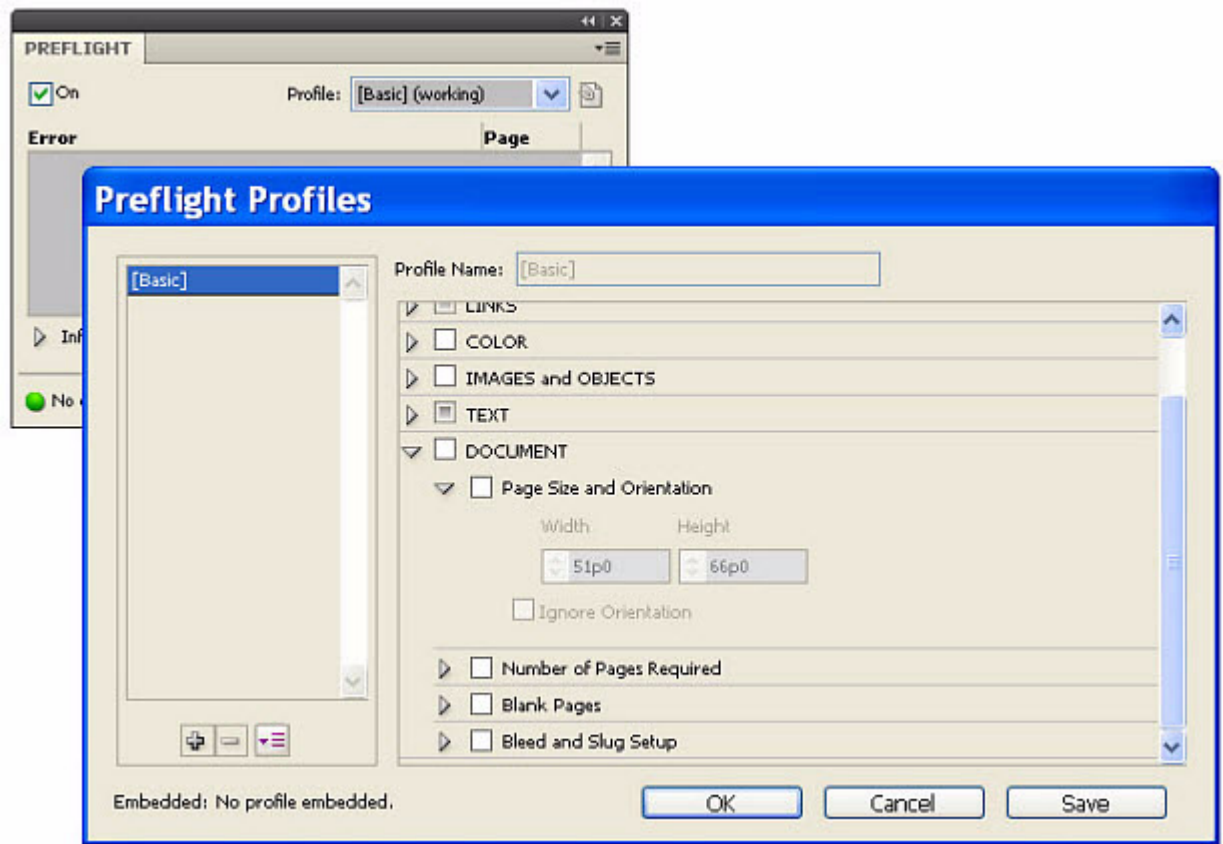 PREFLIGHT
On Profile: [Basic] (working)
Error Page
Preflight Profiles
[Basic]
Profile Name: [Basic]
LINKS
COLOR
IMAGES and OBJECTS
TEXT
DOCUMENT
Page Size and Orientation
Width Height
51p0 66p0
Ignore Orientation
Number of Pages Required
Blank Pages
Bleed and Slug Setup
No
Embedded: No profile embedded.
OK Cancel Save